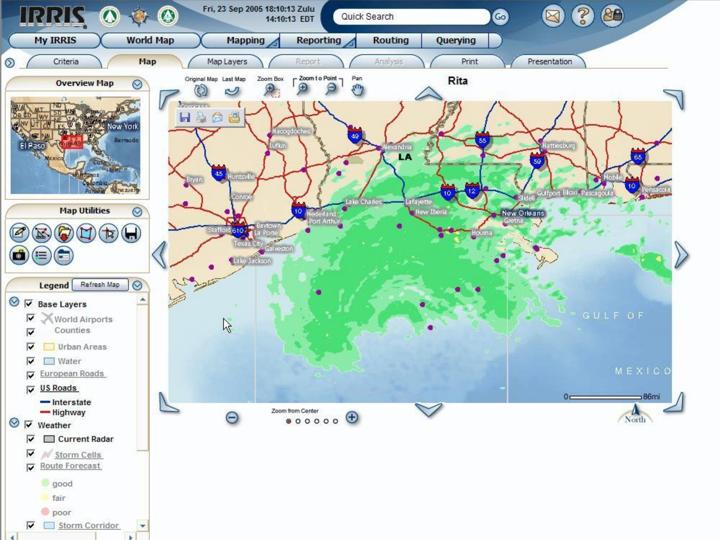 IRRIS
Fri, 23 Sep 2005 18:10:13 Zulu
14:10:13 EDT
Quick Search
Go
My IRRIS
World Map
Mapping
Reporting
Routing
Querying
Criteria
Map
Map Layers
Report
Analysis
Print
Presentation
Overview Map
New York
El Paso
Mexico
Map Utilities
Legend
Refresh Map
Base Layers
World Airports
Counties
Urban Areas
Water
European Roads
US Roads
Interstate
Highway
Weather
Current Radar
Storm Cells
Route Forecast
good
fair
poor
Storm Corridor
Original Map
Last Map
Zoom Box
Zoom to Point
Pan
Rita
Nacogdoches
Lufkin
49
Alexandria
LA
55
Hattiesburg
59
65
Bryan
45
Huntsville
Conroe
10
12
10
Mobile
10
Pensacola
Slidell
Gulfport
Biloxi
Pascagoula
Lake Charles
Lafayette
New Iberia
New Orleans
Gretna
10
Nederland
Port Arthur
Stafford
610
Baytown
La Porte
Texas City
Galveston
Lake Jackson
Houma
GULF OF
MEXICO
0
86mi
Zoom from Center
North